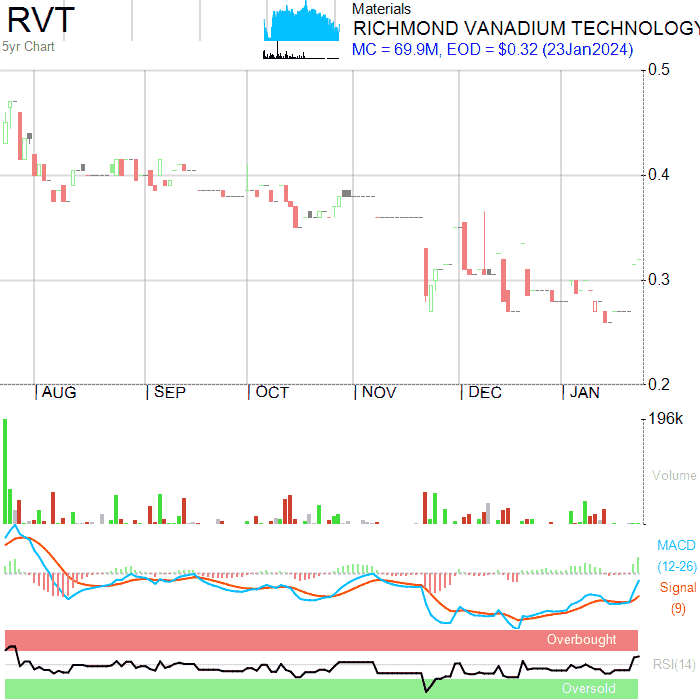 RVT
5yr Chart
Materials
RICHMOND VANADIUM TECHNOLOGY
MC = 69.9M, EOD = $0.32 (23Jan2024)
0.5
0.4
0.3
0.2
AUG SEP OCT NOV DEC JAN
196k
Volume
MACD
(12-26)
Signal
(9)
Overbought
RSI(14)
Oversold